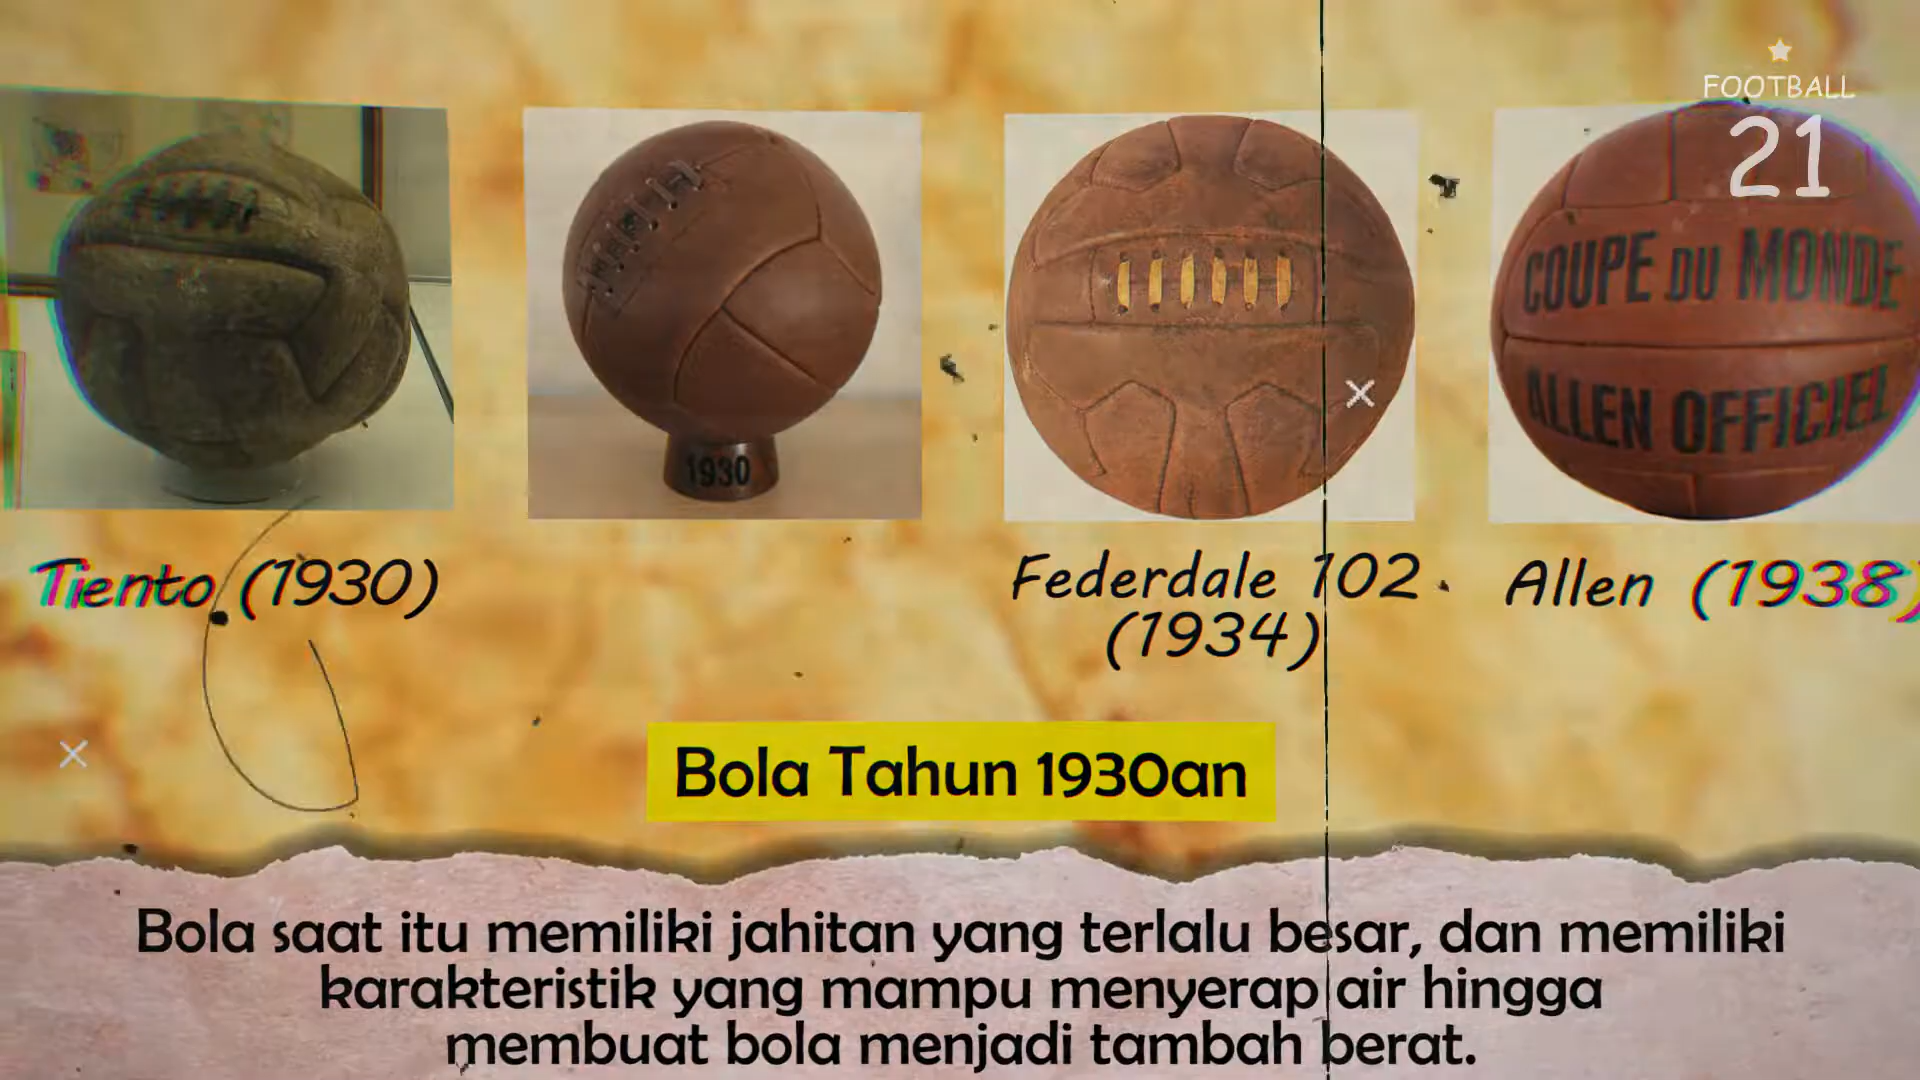 FOOTBALL
21
COUPE DU MONDE
ALLEN OFFICIEL
1930
Tiento (1930)
Federdale 102
(1934)
Allen (1938)
Bola Tahun 1930an
Bola saat itu memiliki jahitan yang terlalu besar, dan memiliki
karakteristik yang mampu menyerap air hingga
membuat bola menjadi tambah berat.